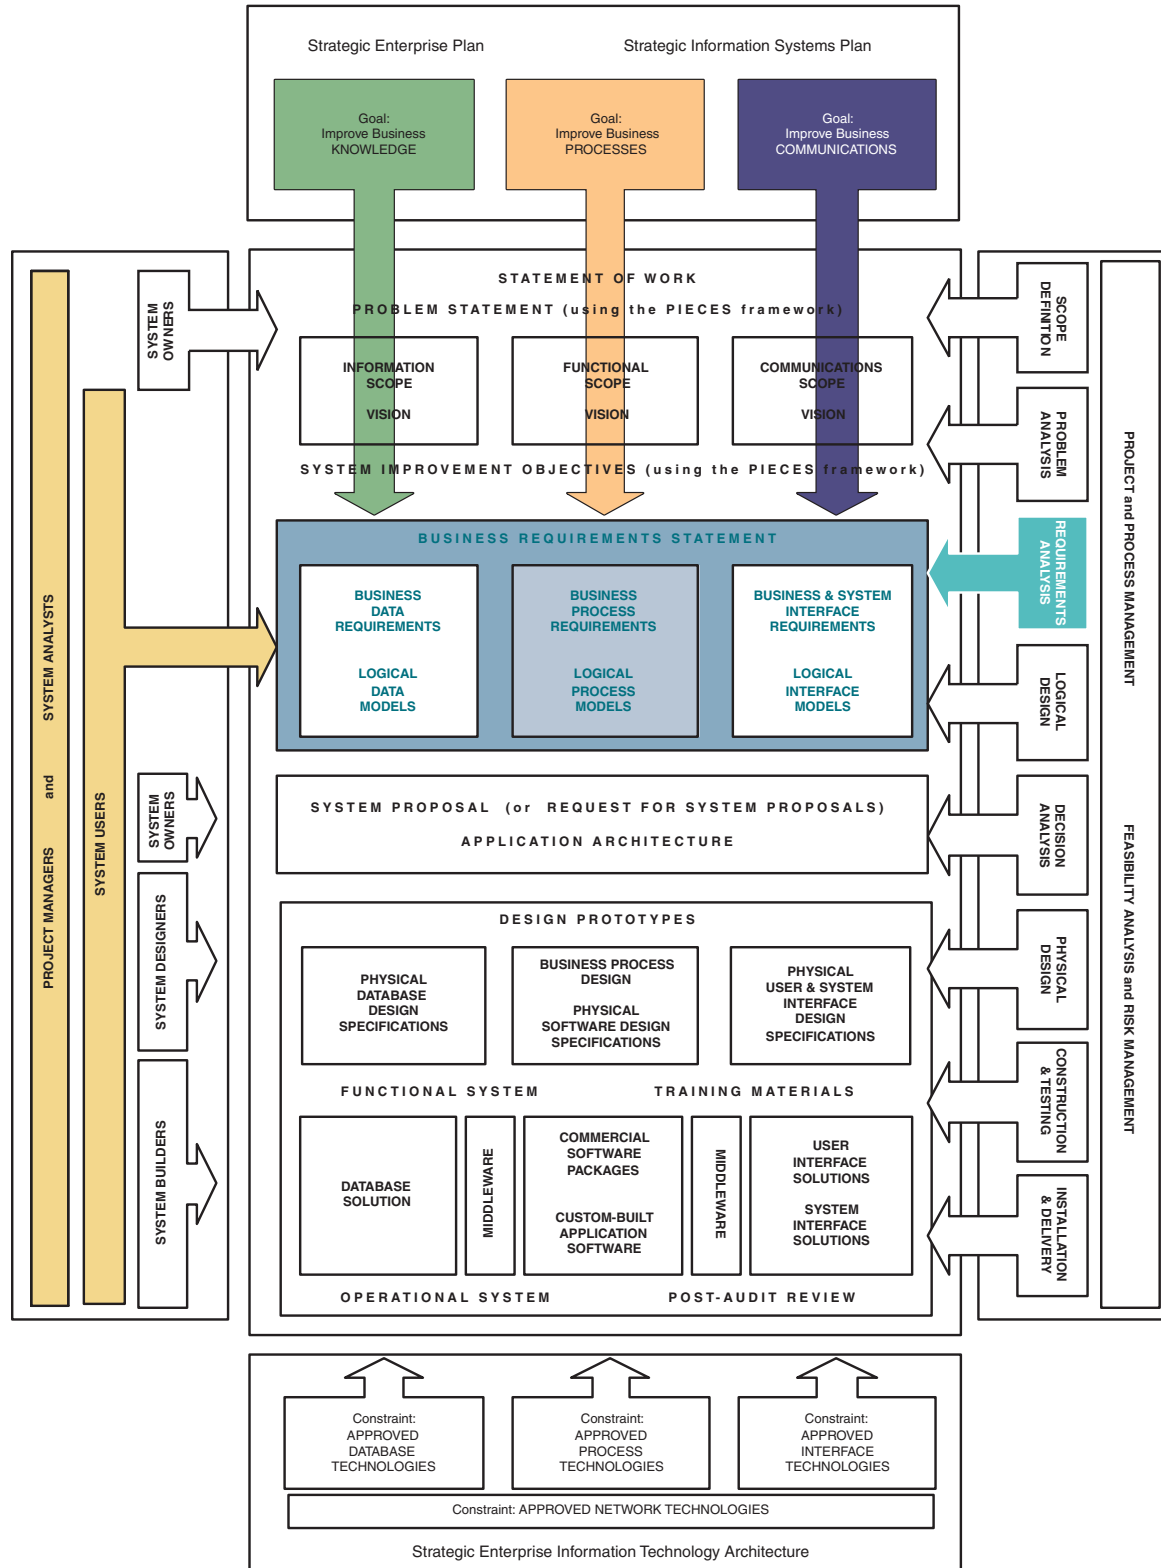 Strategic Enterprise Plan
Strategic Information Systems Plan
Goal:
Improve Business
KNOWLEDGE
Goal:
Improve Business
PROCESSES
Goal:
Improve Business
COMMUNICATIONS
SYSTEM ANALYSTS
and
PROJECT MANAGERS
SYSTEM USERS
SYSTEM
OWNERS
SYSTEM
OWNERS
SYSTEM DESIGNERS
SYSTEM BUILDERS
STATEMENT OF WORK
PROBLEM STATEMENT (using the PIECES framework)
INFORMATION
SCOPE
VISION
FUNCTIONAL
SCOPE
VISION
COMMUNICATIONS
SCOPE
VISION
SYSTEM IMPROVEMENT OBJECTIVES (using the PIECES framework)
BUSINESS REQUIREMENTS STATEMENT
BUSINESS
DATA
REQUIREMENTS
LOGICAL
DATA
MODELS
BUSINESS
PROCESS
REQUIREMENTS
LOGICAL
PROCESS
MODELS
BUSINESS & SYSTEM
INTERFACE
REQUIREMENTS
LOGICAL
INTERFACE
MODELS
SYSTEM PROPOSAL (or REQUEST FOR SYSTEM PROPOSALS)
APPLICATION ARCHITECTURE
DESIGN PROTOTYPES
PHYSICAL
DATABASE
DESIGN
SPECIFICATIONS
BUSINESS PROCESS
DESIGN
PHYSICAL
SOFTWARE DESIGN
SPECIFICATIONS
PHYSICAL
USER & SYSTEM
INTERFACE
DESIGN
SPECIFICATIONS
FUNCTIONAL SYSTEM
TRAINING MATERIALS
DATABASE
SOLUTION
MIDDLEWARE
COMMERCIAL
SOFTWARE
PACKAGES
CUSTOM-BUILT
APPLICATION
SOFTWARE
MIDDLEWARE
USER
INTERFACE
SOLUTIONS
SYSTEM
INTERFACE
SOLUTIONS
OPERATIONAL SYSTEM
POST-AUDIT REVIEW
SCOPE
DEFINITION
PROBLEM
ANALYSIS
REQUIREMENTS
ANALYSIS
LOGICAL
DESIGN
DECISION
ANALYSIS
PHYSICAL
DESIGN
CONSTRUCTION
& TESTING
INSTALLATION
& DELIVERY
PROJECT and PROCESS MANAGEMENT
FEASIBILITY ANALYSIS and RISK MANAGEMENT
Constraint:
APPROVED
DATABASE
TECHNOLOGIES
Constraint:
APPROVED
PROCESS
TECHNOLOGIES
Constraint:
APPROVED
INTERFACE
TECHNOLOGIES
Constraint: APPROVED NETWORK TECHNOLOGIES
Strategic Enterprise Information Technology Architecture